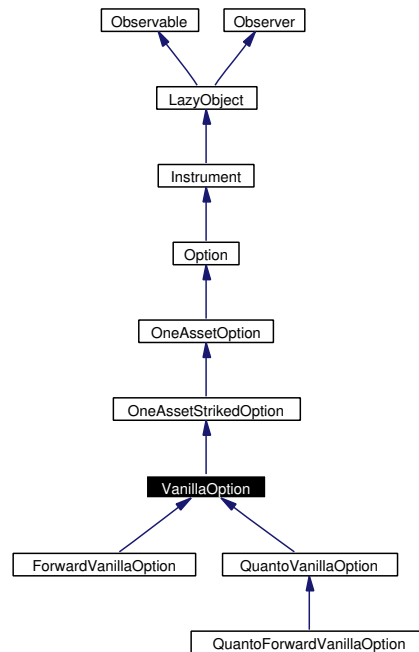 Observable
Observer
LazyObject
Instrument
Option
OneAssetOption
OneAssetStrikedOption
VanillaOption
ForwardVanillaOption
QuantoVanillaOption
QuantoForwardVanillaOption